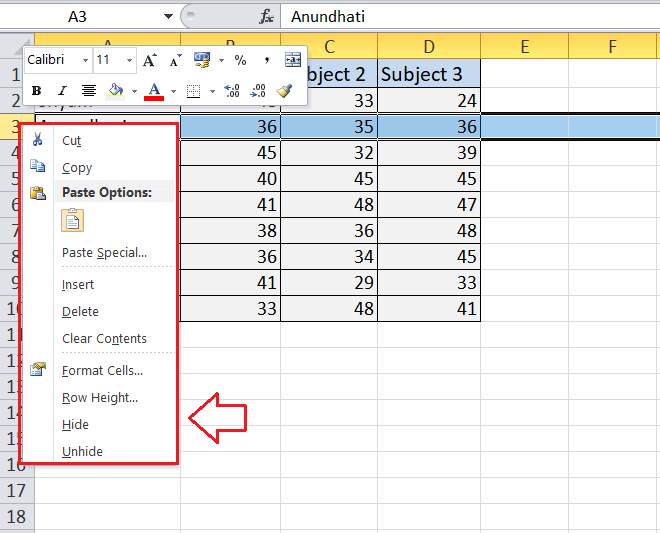 A3 Anundhati
A B C D E F
Calibri 11 A A % ,
B I A .00 .0
1 bject 2 Subject 3
2 33 24
3 36 35 36
4 45 32 39
5 40 45 45
6 41 48 47
7 38 36 48
8 36 34 45
9 41 29 33
10 33 48 41
11
12
13
14
15
16
17
18
Cut
Copy
Paste Options:
Paste Special...
Insert
Delete
Clear Contents
Format Cells...
Row Height...
Hide
Unhide